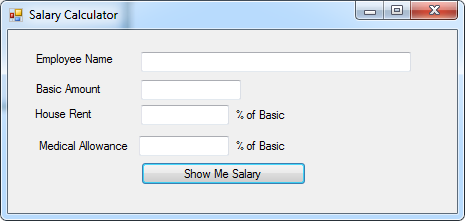 Salary Calculator
Employee Name
Basic Amount
House Rent % of Basic
Medical Allowance % of Basic
Show Me Salary